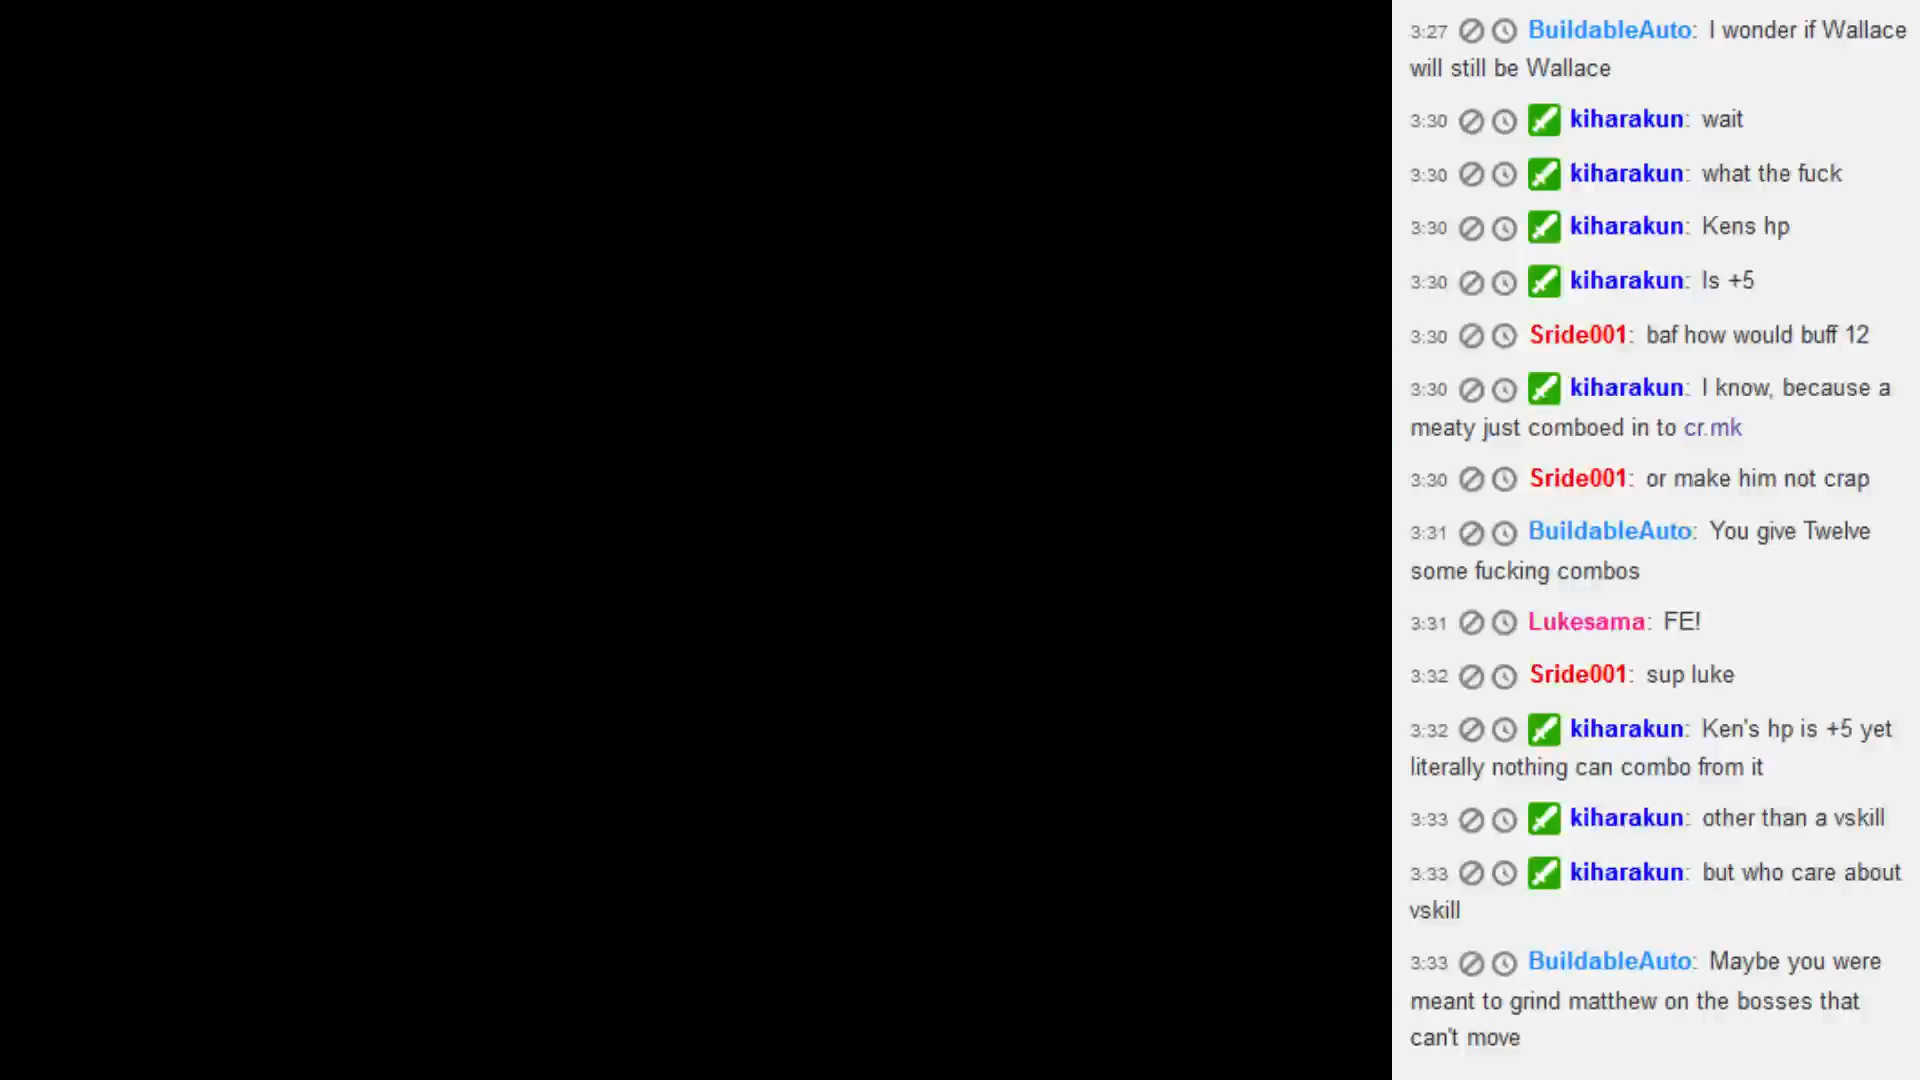 3:27 BuildableAuto: I wonder if Wallace
will still be Wallace
3:30 kiharakun: wait
3:30 kiharakun: what the fuck
3:30 kiharakun: Kens hp
3:30 kiharakun: Is +5
3:30 Sride001: baf how would buff 12
3:30 kiharakun: I know, because a
meaty just comboed in to cr.mk
3:30 Sride001: or make him not crap
3:31 BuildableAuto: You give Twelve
some fucking combos
3:31 Lukesama: FE!
3:32 Sride001: sup luke
3:32 kiharakun: Ken's hp is +5 yet
literally nothing can combo from it
3:33 kiharakun: other than a vskill
3:33 kiharakun: but who care about
vskill
3:33 BuildableAuto: Maybe you were
meant to grind matthew on the bosses that
can't move